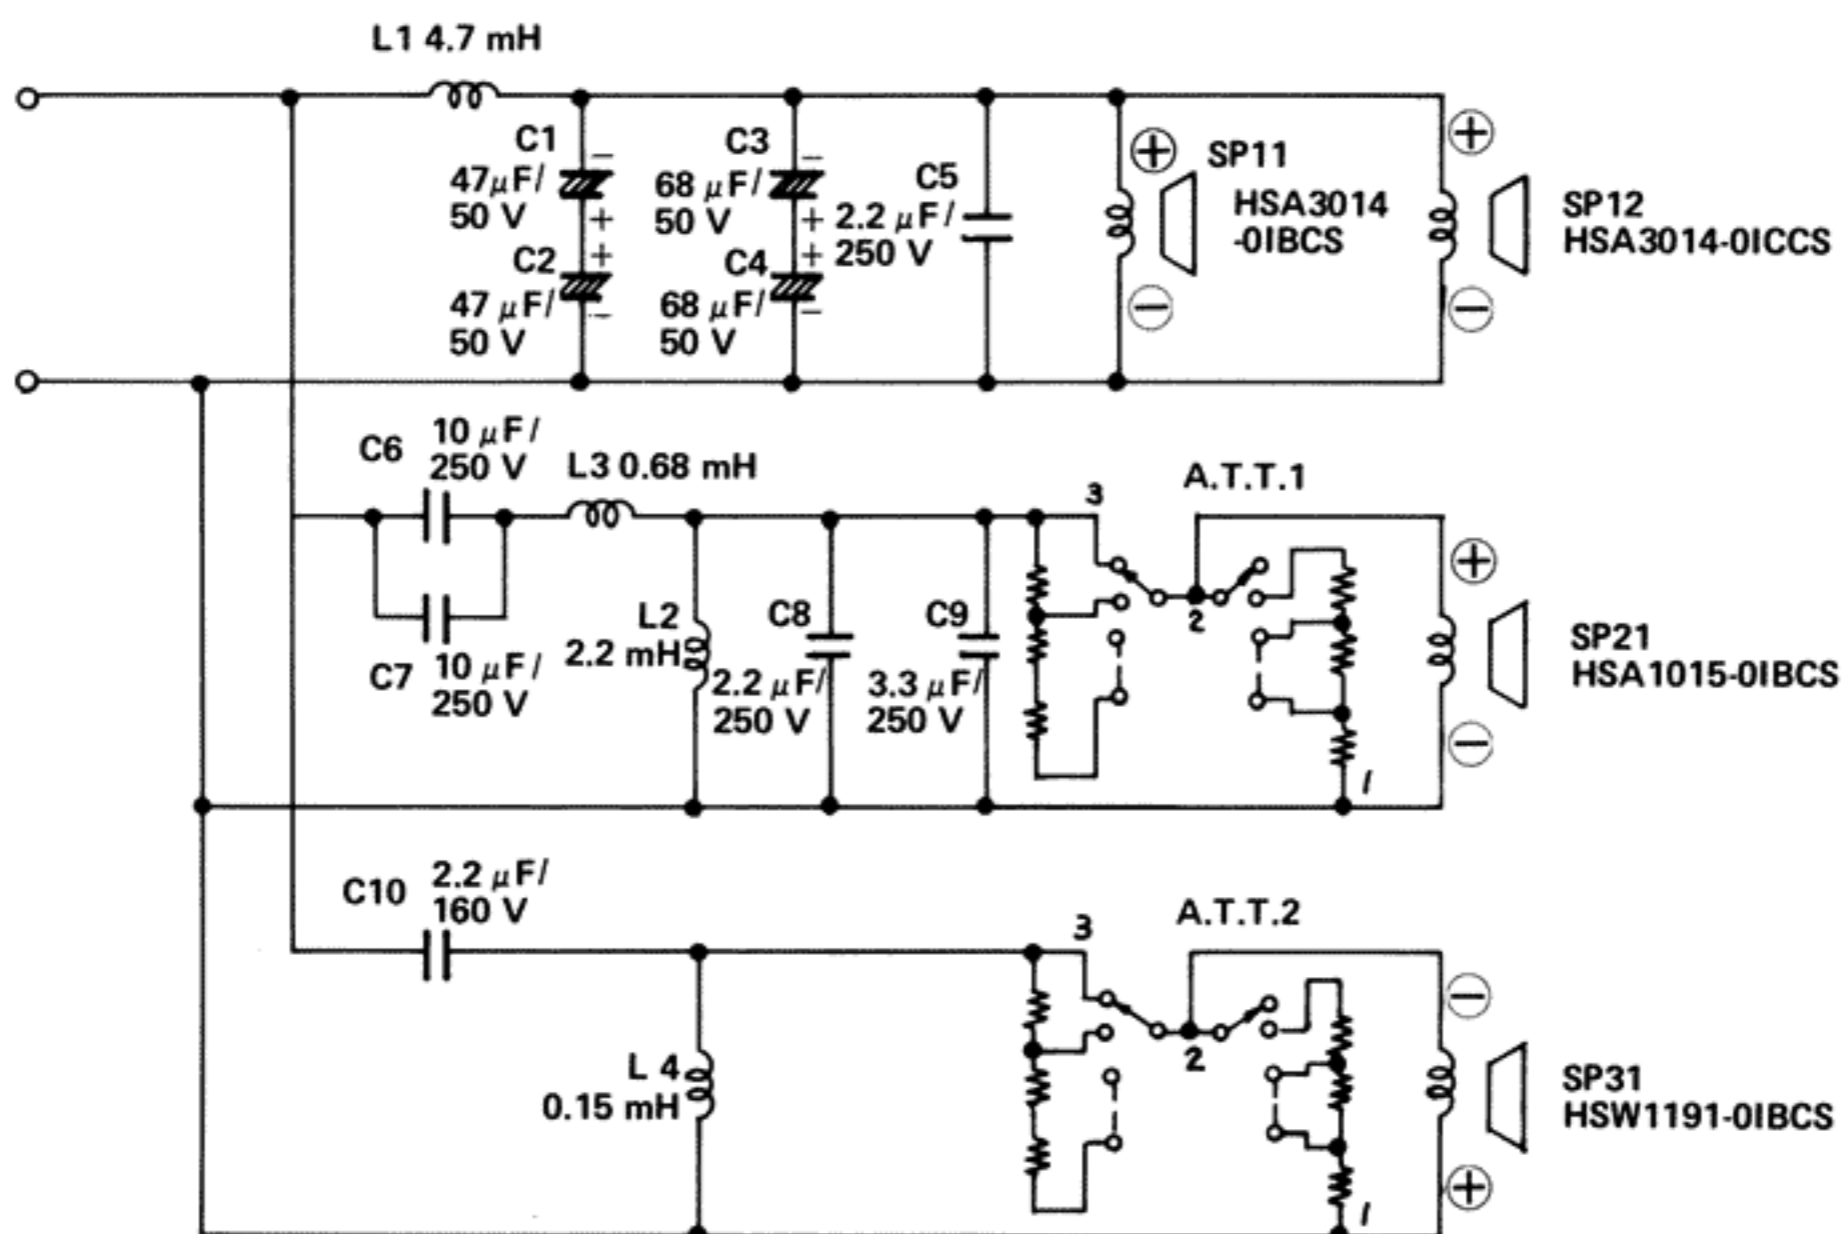 L1 4.7 mH
C1
47μF/
50 V
C2
47 μF/
50 V
C3
68 μF/
50 V
C4
68 μF/
50 V
C5
2.2 μF/
250 V
SP11
HSA3014
-0IBCS
SP12
HSA3014-0ICCS
C6
10 μF/
250 V
L3 0.68 mH
C7
10 μF/
250 V
L2
2.2 mH
C8
2.2 μF/
250 V
C9
3.3 μF/
250 V
A.T.T.1
3
2
1
SP21
HSA1015-0IBCS
C10
2.2 μF/
160 V
L 4
0.15 mH
A.T.T.2
3
2
1
SP31
HSW1191-0IBCS